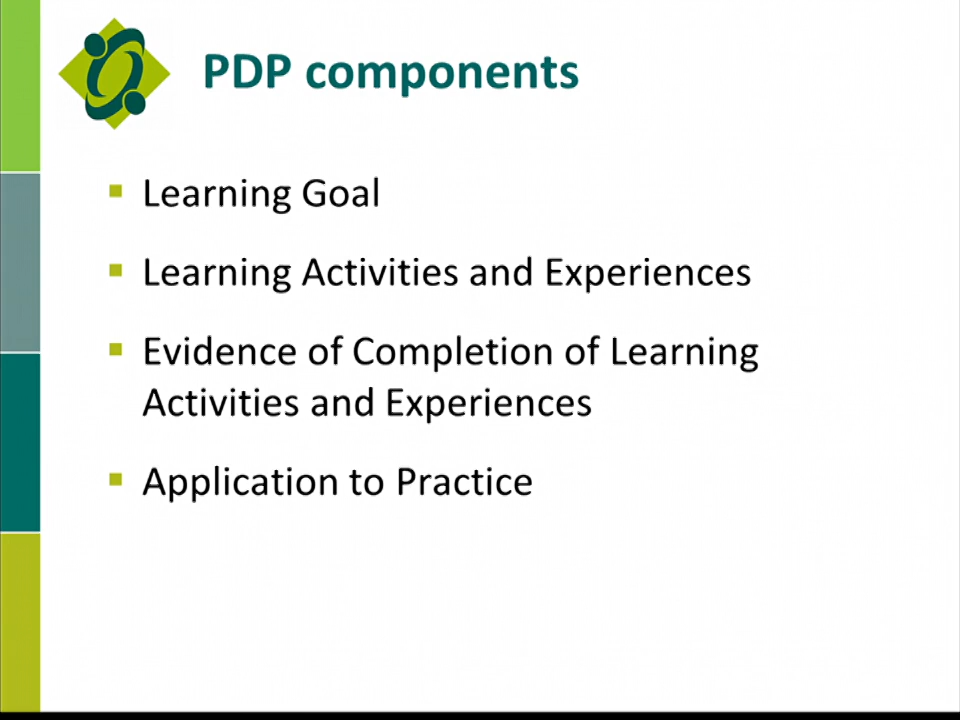 PDP components
Learning Goal
Learning Activities and Experiences
Evidence of Completion of Learning
Activities and Experiences
Application to Practice